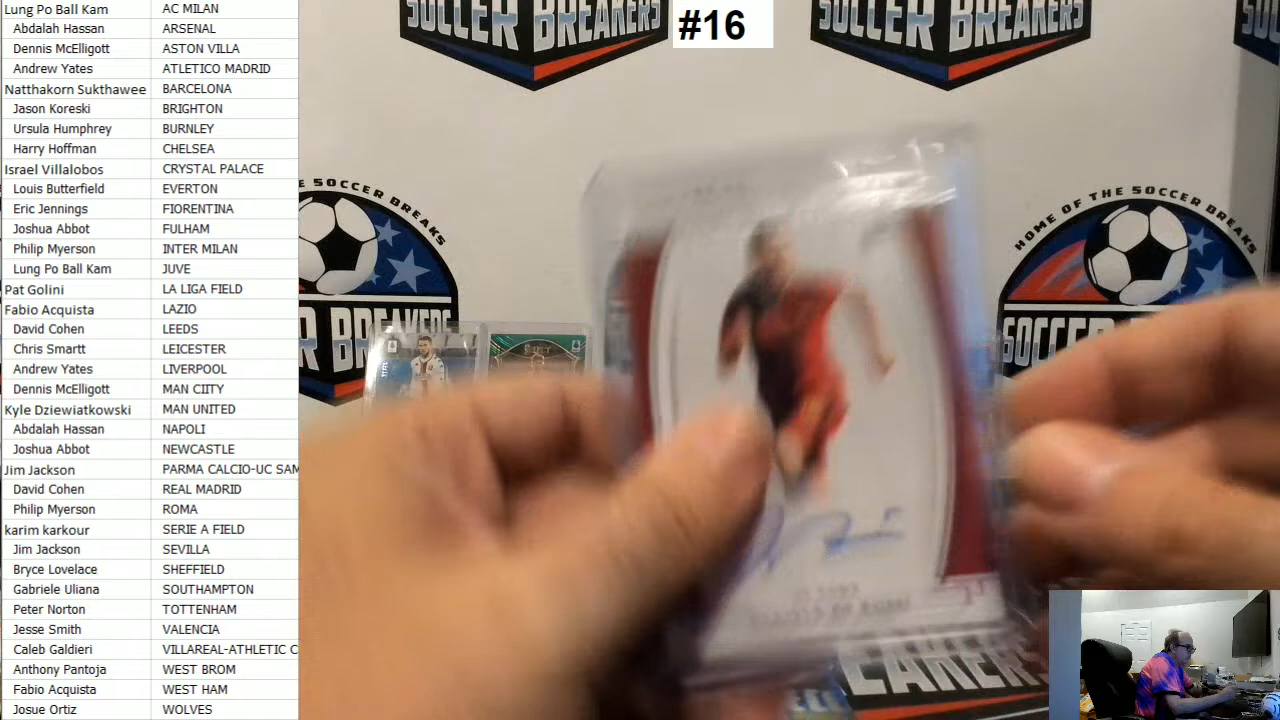 Lung Po Ball Kam AC MILAN
Abdalah Hassan ARSENAL
Dennis McElligott ASTON VILLA
Andrew Yates ATLETICO MADRID
Natthakorn Sukthawee BARCELONA
Jason Koreski BRIGHTON
Ursula Humphrey BURNLEY
Harry Hoffman CHELSEA
Israel Villalobos CRYSTAL PALACE
Louis Butterfield EVERTON
Eric Jennings FIORENTINA
Joshua Abbot FULHAM
Philip Myerson INTER MILAN
Lung Po Ball Kam JUVE
Pat Golini LA LIGA FIELD
Fabio Acquista LAZIO
David Cohen LEEDS
Chris Smartt LEICESTER
Andrew Yates LIVERPOOL
Dennis McElligott MAN CIITY
Kyle Dziewiatkowski MAN UNITED
Abdalah Hassan NAPOLI
Joshua Abbot NEWCASTLE
Jim Jackson PARMA CALCIO-UC SAM
David Cohen REAL MADRID
Philip Myerson ROMA
karim karkour SERIE A FIELD
Jim Jackson SEVILLA
Bryce Lovelace SHEFFIELD
Gabriele Uliana SOUTHAMPTON
Peter Norton TOTTENHAM
Jesse Smith VALENCIA
Caleb Galdieri VILLAREAL-ATHLETIC C
Anthony Pantoja WEST BROM
Fabio Acquista WEST HAM
Josue Ortiz WOLVES
#16
SOCCER BREAKERS
SOCCER BREAKERS
E SOCCER BREAKS
ER BREAKERS
HOME OF THE SOCCER BREAKS
SOCCE
EAKER